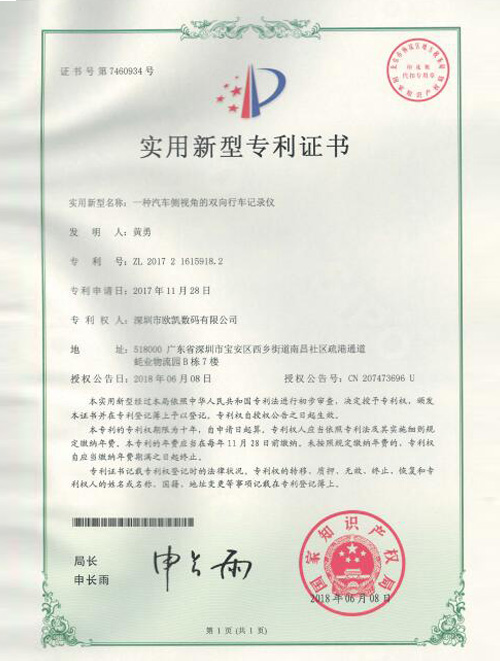 证书号第7460934号
实用新型专利证书
实用新型名称：一种汽车侧视角的双向行车记录仪
发 明 人：黄勇
专 利 号：ZL 2017 2 1615918.2
专利申请日：2017年11月28日
专 利 权 人：深圳市欧凯数码有限公司
地 址：518000 广东省深圳市宝安区西乡街道南昌社区疏港通道
蚝业物流园B栋7楼
授权公告日：2018年06月08日 授权公告号：CN 207473696 U
本实用新型经过本局依照中华人民共和国专利法进行初步审查，决定授予专利权，颁发
本证书并在专利登记簿上予以登记。专利权自授权公告之日起生效。
本专利的专利权期限为十年，自申请日起算。专利权人应当依照专利法及其实施细则规
定缴纳年费。本专利的年费应当在每年11月28日前缴纳。未按照规定缴纳年费的，专利权
自应当缴纳年费期满之日起终止。
专利证书记载专利权登记时的法律状况。专利权的转移、质押、无效、终止、恢复和专
利权人的姓名或名称、国籍、地址变更等事项记载在专利登记簿上。
局长
申长雨
申长雨
国家知识产权局
2018年06月08日
第 1 页 (共 1 页)